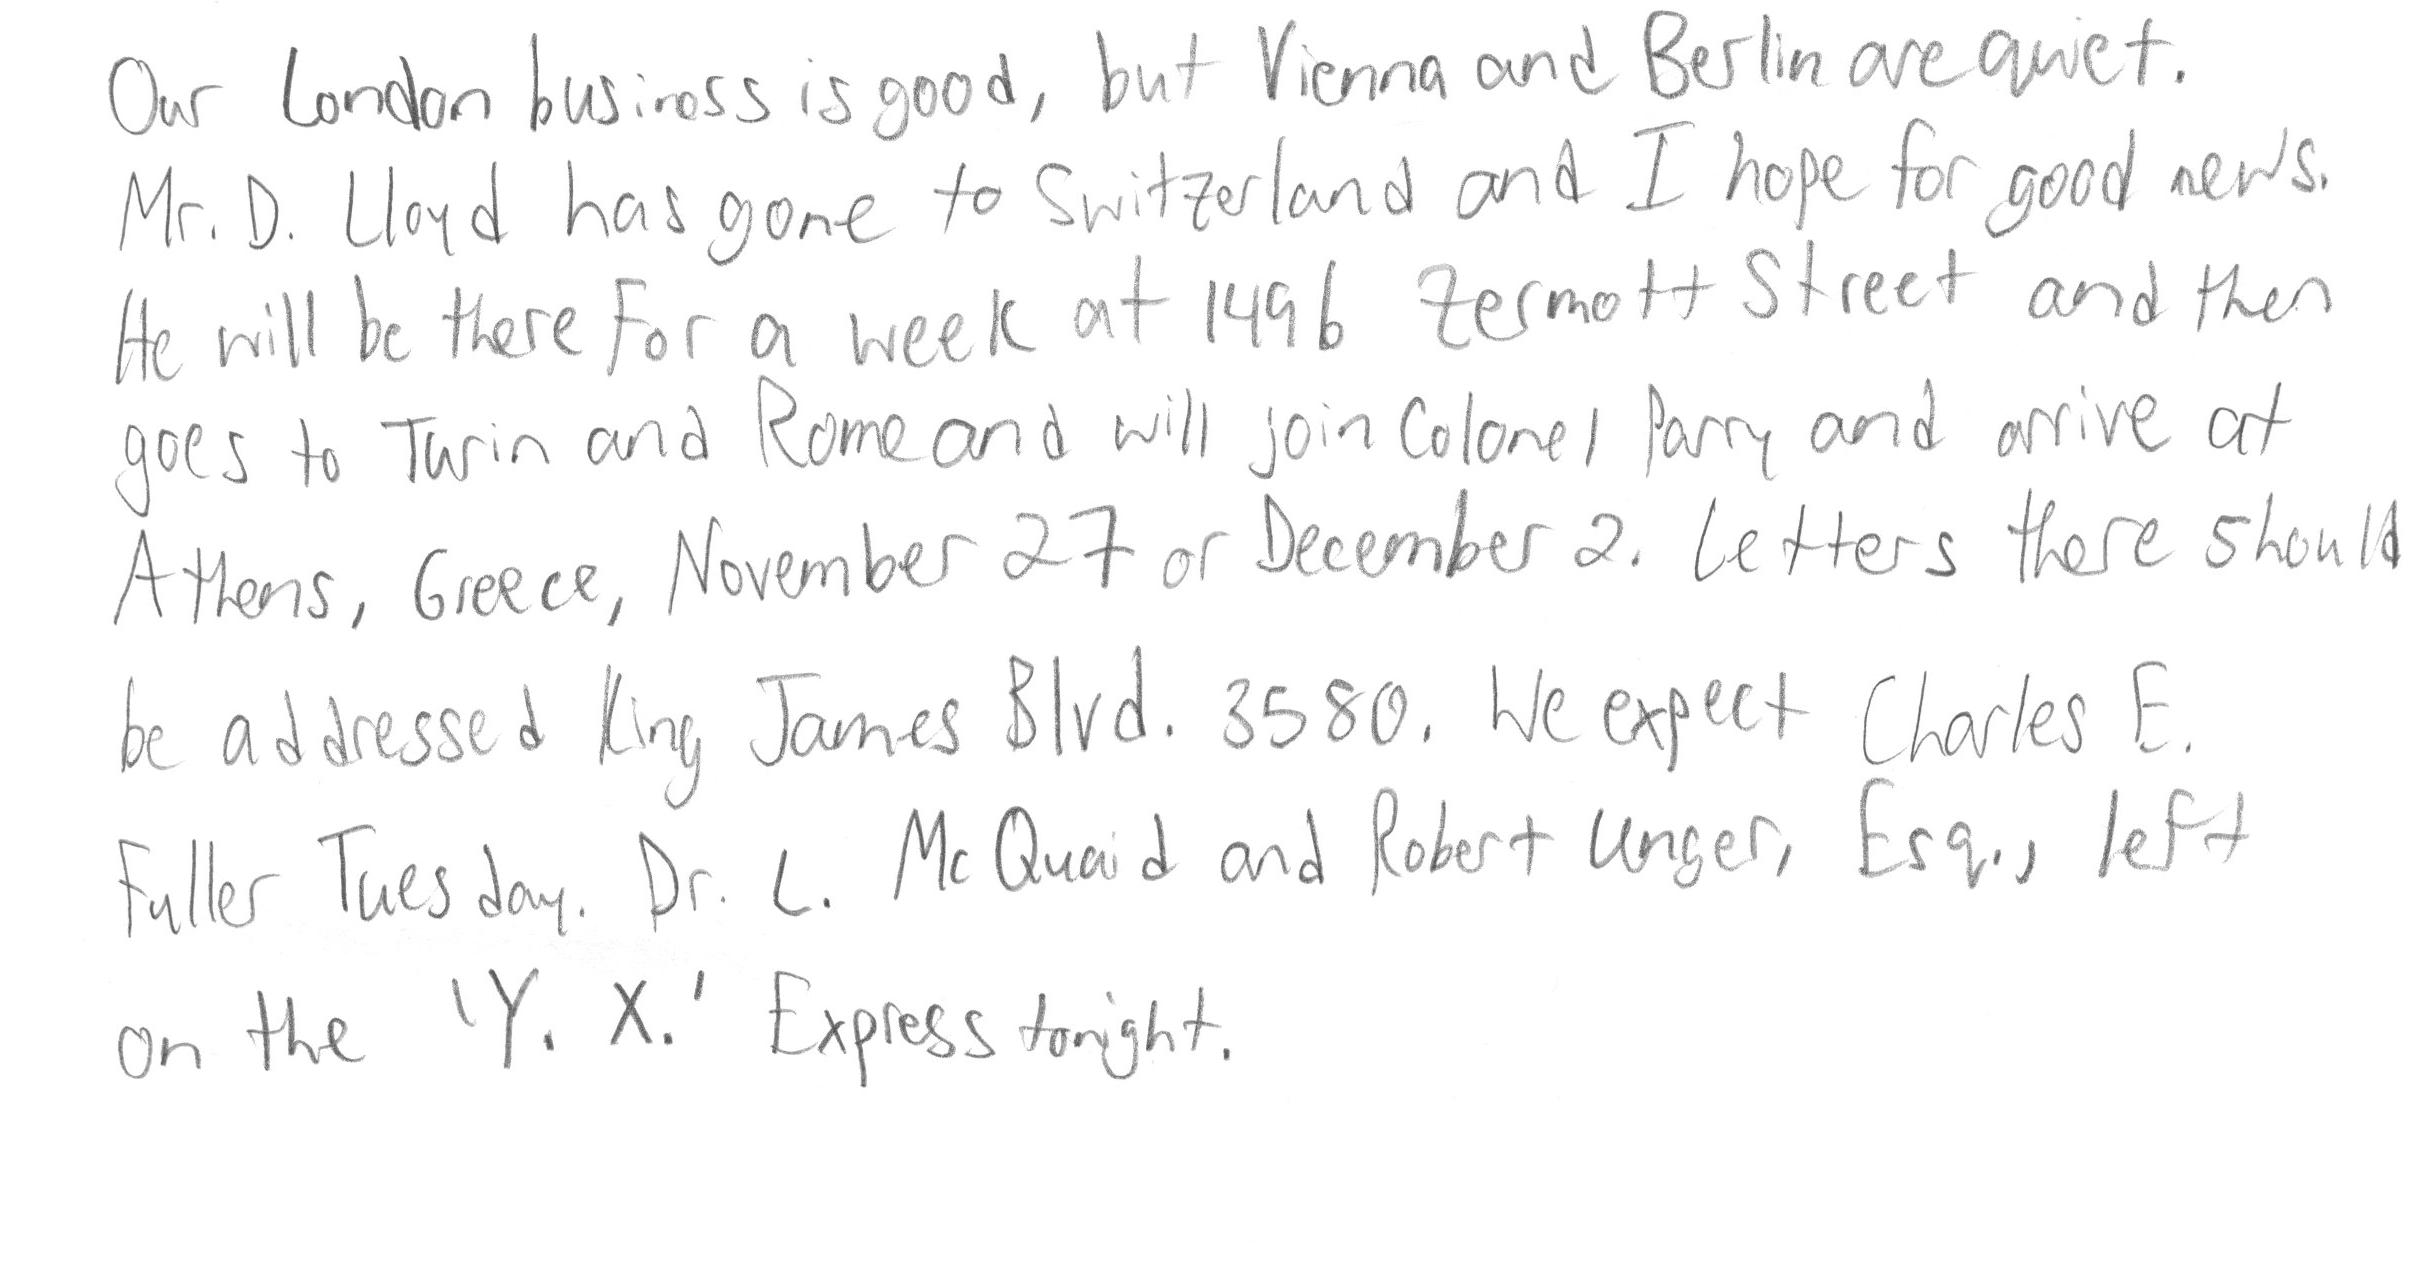 Our London business is good, but Vienna and Berlin are quiet.
Mr. D. Lloyd has gone to Switzerland and I hope for good news.
He will be there For a week at 1496 Zermott Street and then
goes to Turin and Rome and will join Colonel Parry and arrive at
Athens, Greece, November 27 or December 2. Letters there should
be addressed King James Blvd. 3580. We expect Charles E.
Fuller Tuesday. Dr. L. McQuaid and Robert Unger, Esq., left
on the 'Y. X.' Express tonight.